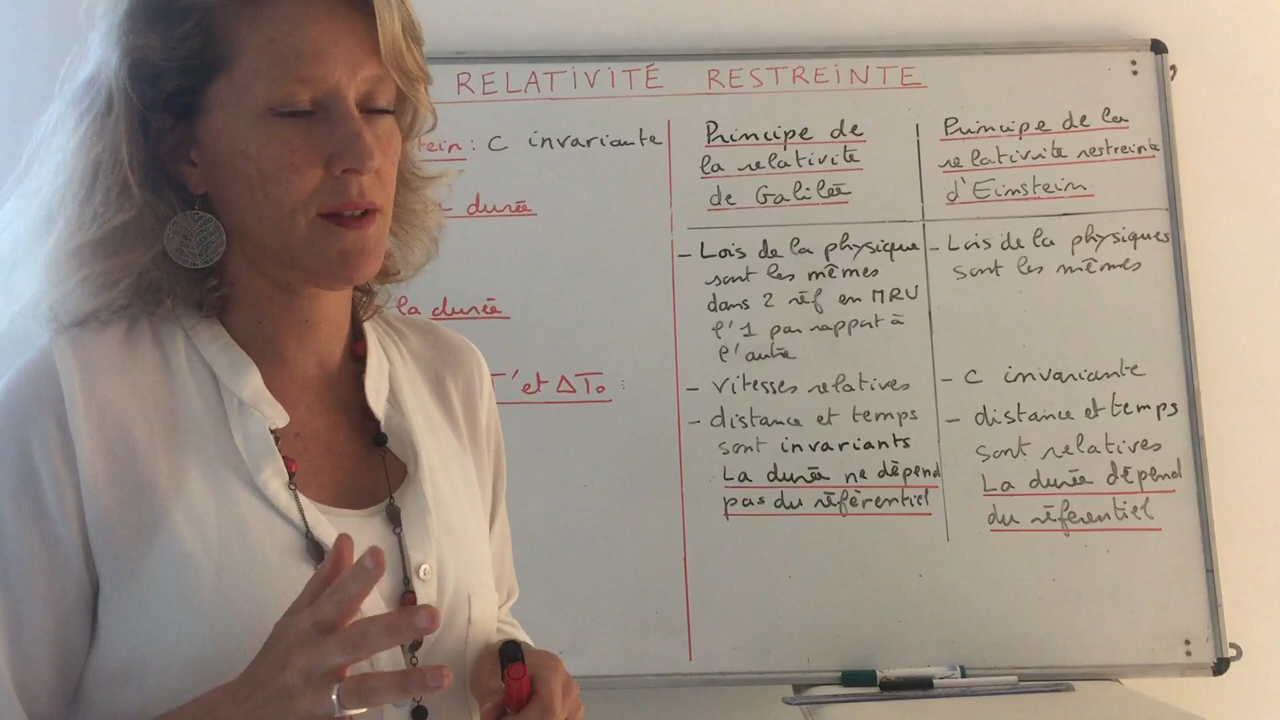 RELATIVITÉ RESTREINTE
tein : C invariante
durée
la durée
T' et ΔT₀ :
Principe de
la relativité
de Galilée
- Lois de la physique
sont les mêmes
dans 2 réf en MRU
l'1 par rapport à
l'autre
- vitesses relatives
- distance et temps
sont invariants
La durée ne dépend
pas du référentiel
Principe de la
relativité restreinte
d'Einstein
- Lois de la physiques
sont les mêmes
- C invariante
- distance et temps
sont relatives
La durée dépend
du référentiel